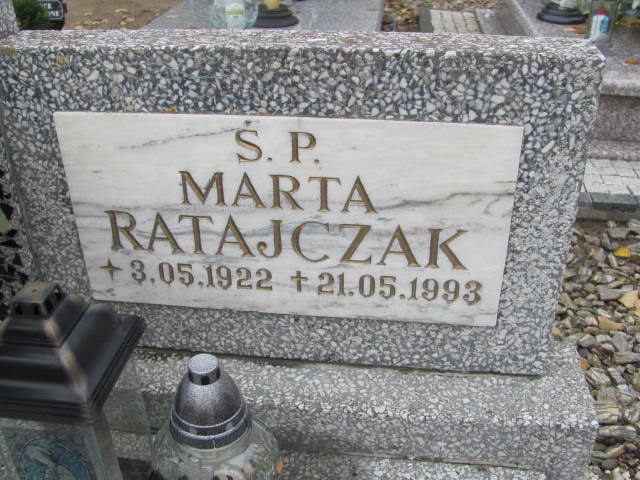 Ś. P.
MARTA
RATAJCZAK
✦ 3.05.1922 ✝ 21.05.1993